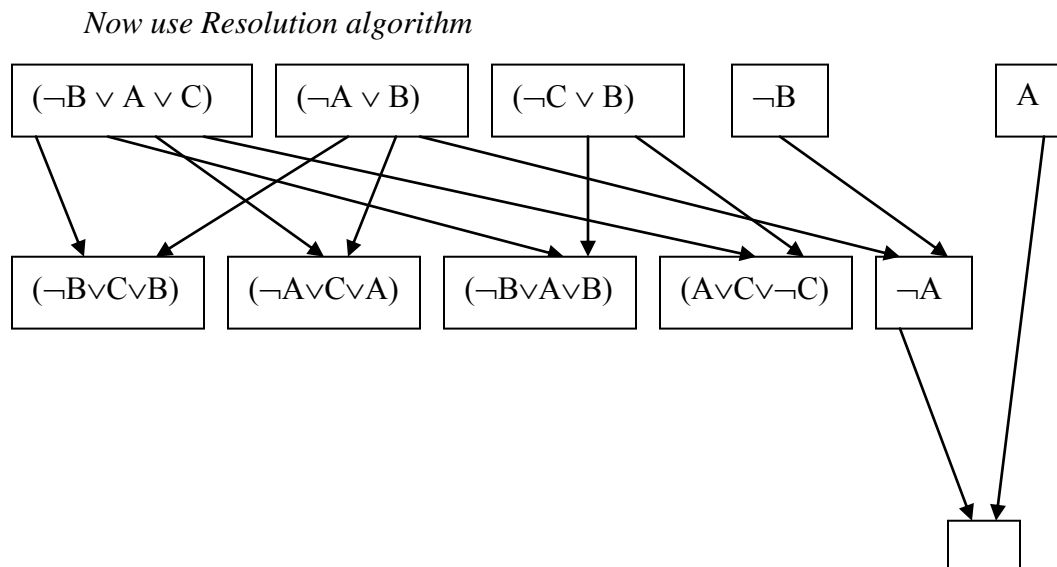 Now use Resolution algorithm
(¬B ∨ A ∨ C) (¬A ∨ B) (¬C ∨ B) ¬B A
(¬B∨C∨B) (¬A∨C∨A) (¬B∨A∨B) (A∨C∨¬C) ¬A